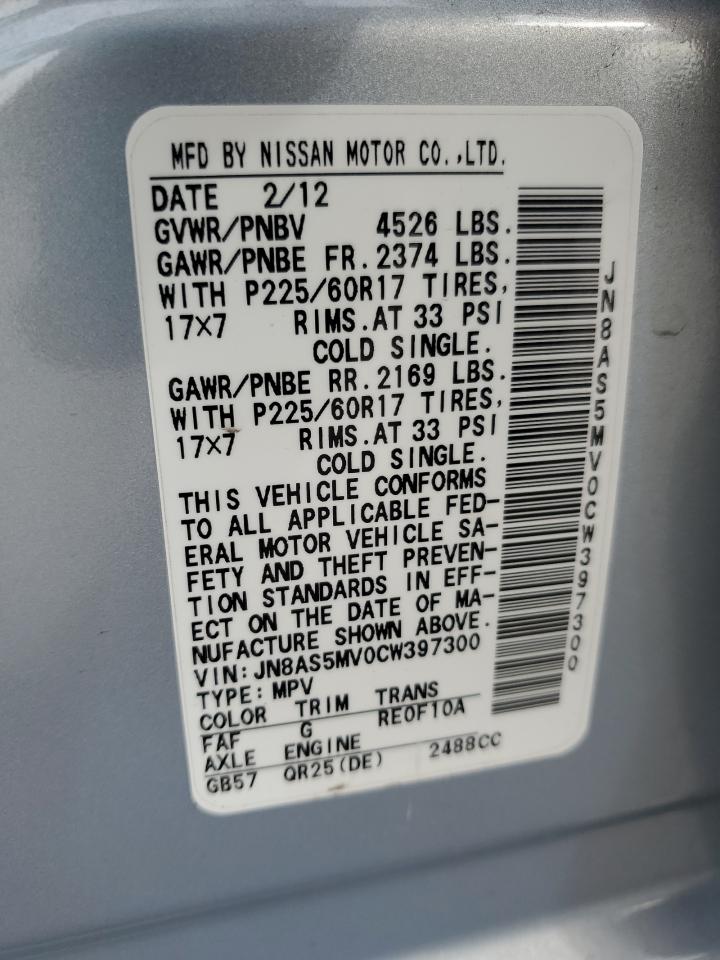 MFD BY NISSAN MOTOR CO.,LTD.
DATE 2/12
GVWR/PNBV 4526 LBS.
GAWR/PNBE FR. 2374 LBS.
WITH P225/60R17 TIRES,
17×7 RIMS.AT 33 PSI
COLD SINGLE.
GAWR/PNBE RR. 2169 LBS.
WITH P225/60R17 TIRES,
17×7 RIMS.AT 33 PSI
COLD SINGLE.
THIS VEHICLE CONFORMS
TO ALL APPLICABLE FED-
ERAL MOTOR VEHICLE SA-
FETY AND THEFT PREVEN-
TION STANDARDS IN EFF-
ECT ON THE DATE OF MA-
NUFACTURE SHOWN ABOVE.
VIN:JN8AS5MV0CW397300
TYPE:MPV
COLOR TRIM TRANS
FAF G RE0F10A
AXLE ENGINE
GB57 QR25(DE) 2488CC
JN8AS5MV0CW397300